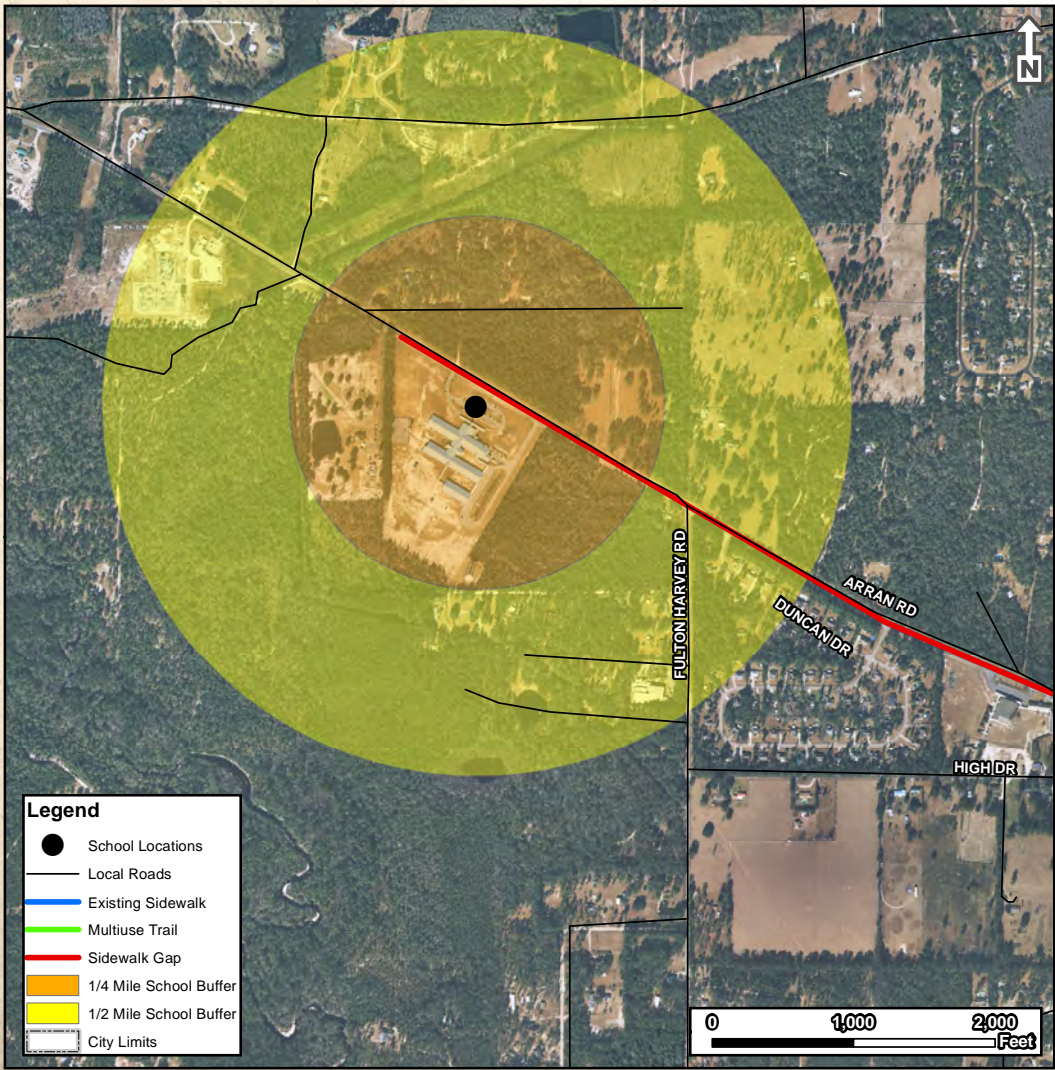 N
FULTON HARVEY RD
ARRAN RD
DUNCAN DR
HIGH DR
Legend
School Locations
Local Roads
Existing Sidewalk
Multiuse Trail
Sidewalk Gap
1/4 Mile School Buffer
1/2 Mile School Buffer
City Limits
0 1,000 2,000
Feet